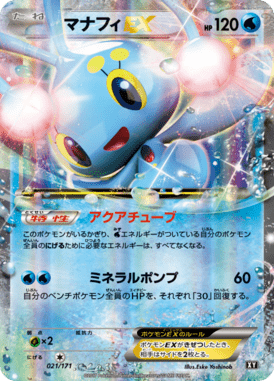 たね
マナフィEX HP120
特性 アクアチューブ
このポケモンがいるかぎり、水エネルギーがついている自分のポケモン
全員のにげるために必要なエネルギーは、すべてなくなる。
ミネラルポンプ 60
自分のベンチポケモン全員のHPを、それぞれ「30」回復する。
弱点
×2
抵抗力
にげる
021/171
ポケモンEXのルール
ポケモンEXがきぜつしたとき、
相手はサイドを2枚とる。
Illus.Eske Yoshinob
XY